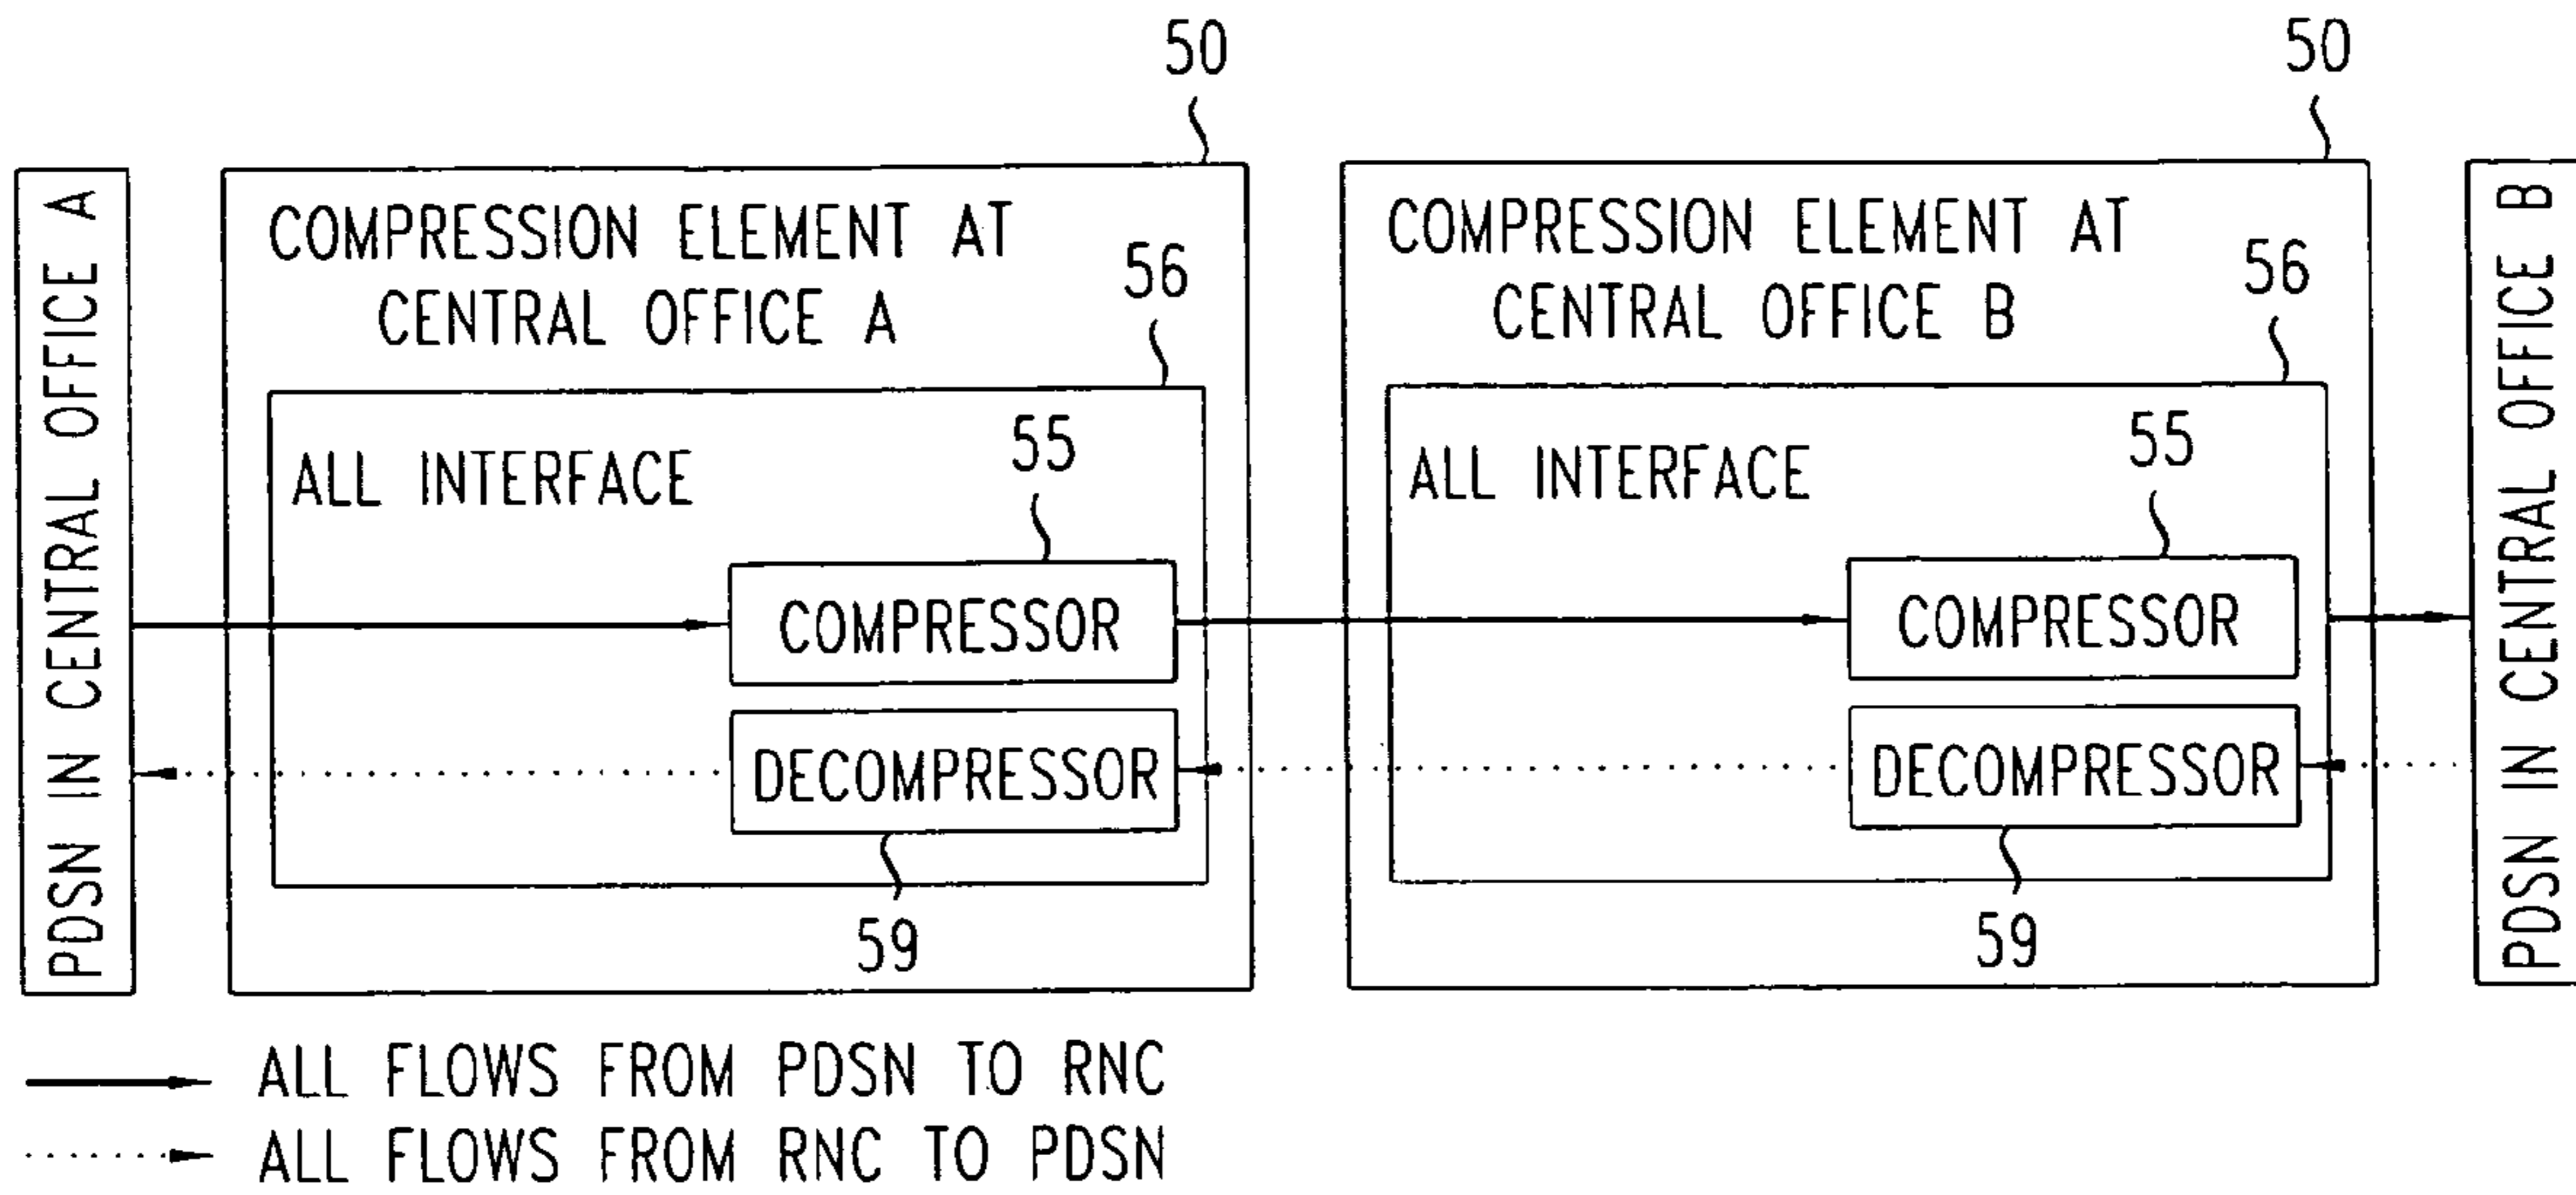 50
50
PDSN IN CENTRAL OFFICE A
COMPRESSION ELEMENT AT
CENTRAL OFFICE A
56
ALL INTERFACE
55
COMPRESSOR
DECOMPRESSOR
59
COMPRESSION ELEMENT AT
CENTRAL OFFICE B
56
ALL INTERFACE
55
COMPRESSOR
DECOMPRESSOR
59
PDSN IN CENTRAL OFFICE B
ALL FLOWS FROM PDSN TO RNC
ALL FLOWS FROM RNC TO PDSN